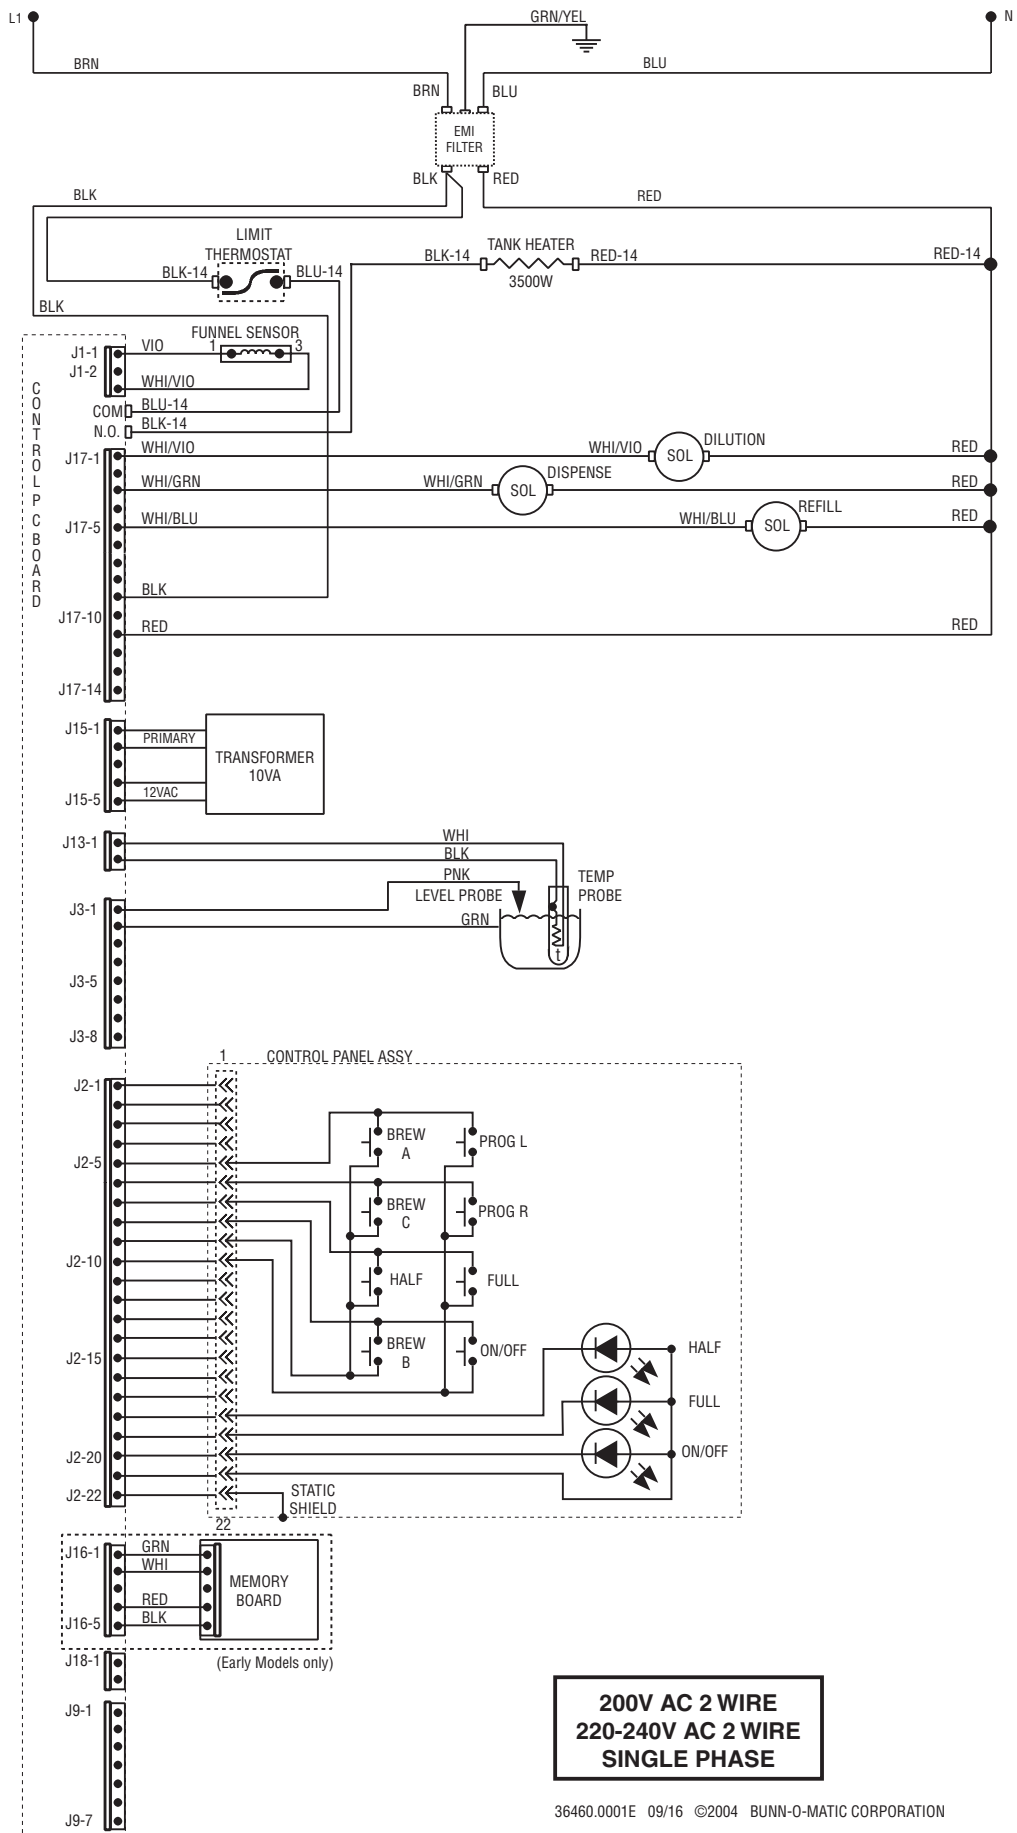 L1
GRN/YEL
N
BRN
BLU
BRN
BLU
EMI
FILTER
BLK
RED
BLK
RED
LIMIT
THERMOSTAT
BLK-14
BLU-14
TANK HEATER
BLK-14
RED-14
RED-14
3500W
BLK
FUNNEL SENSOR
J1-1
VIO
1
3
J1-2
WHI/VIO
COM
BLU-14
N.O.
BLK-14
CONTROL PC BOARD
J17-1
WHI/VIO
WHI/VIO
SOL
DILUTION
RED
WHI/GRN
WHI/GRN
SOL
DISPENSE
RED
J17-5
WHI/BLU
WHI/BLU
SOL
REFILL
RED
BLK
J17-10
RED
RED
J17-14
J15-1
PRIMARY
TRANSFORMER
10VA
J15-5
12VAC
J13-1
WHI
BLK
PNK
LEVEL PROBE
TEMP
PROBE
J3-1
GRN
t
J3-5
J3-8
1
CONTROL PANEL ASSY
J2-1
BREW
A
PROG L
J2-5
BREW
C
PROG R
J2-10
HALF
FULL
BREW
B
ON/OFF
J2-15
HALF
FULL
ON/OFF
J2-20
J2-22
STATIC
SHIELD
22
J16-1
GRN
WHI
MEMORY
BOARD
RED
J16-5
BLK
(Early Models only)
J18-1
J9-1
J9-7
200V AC 2 WIRE
220-240V AC 2 WIRE
SINGLE PHASE
36460.0001E 09/16 ©2004 BUNN-O-MATIC CORPORATION